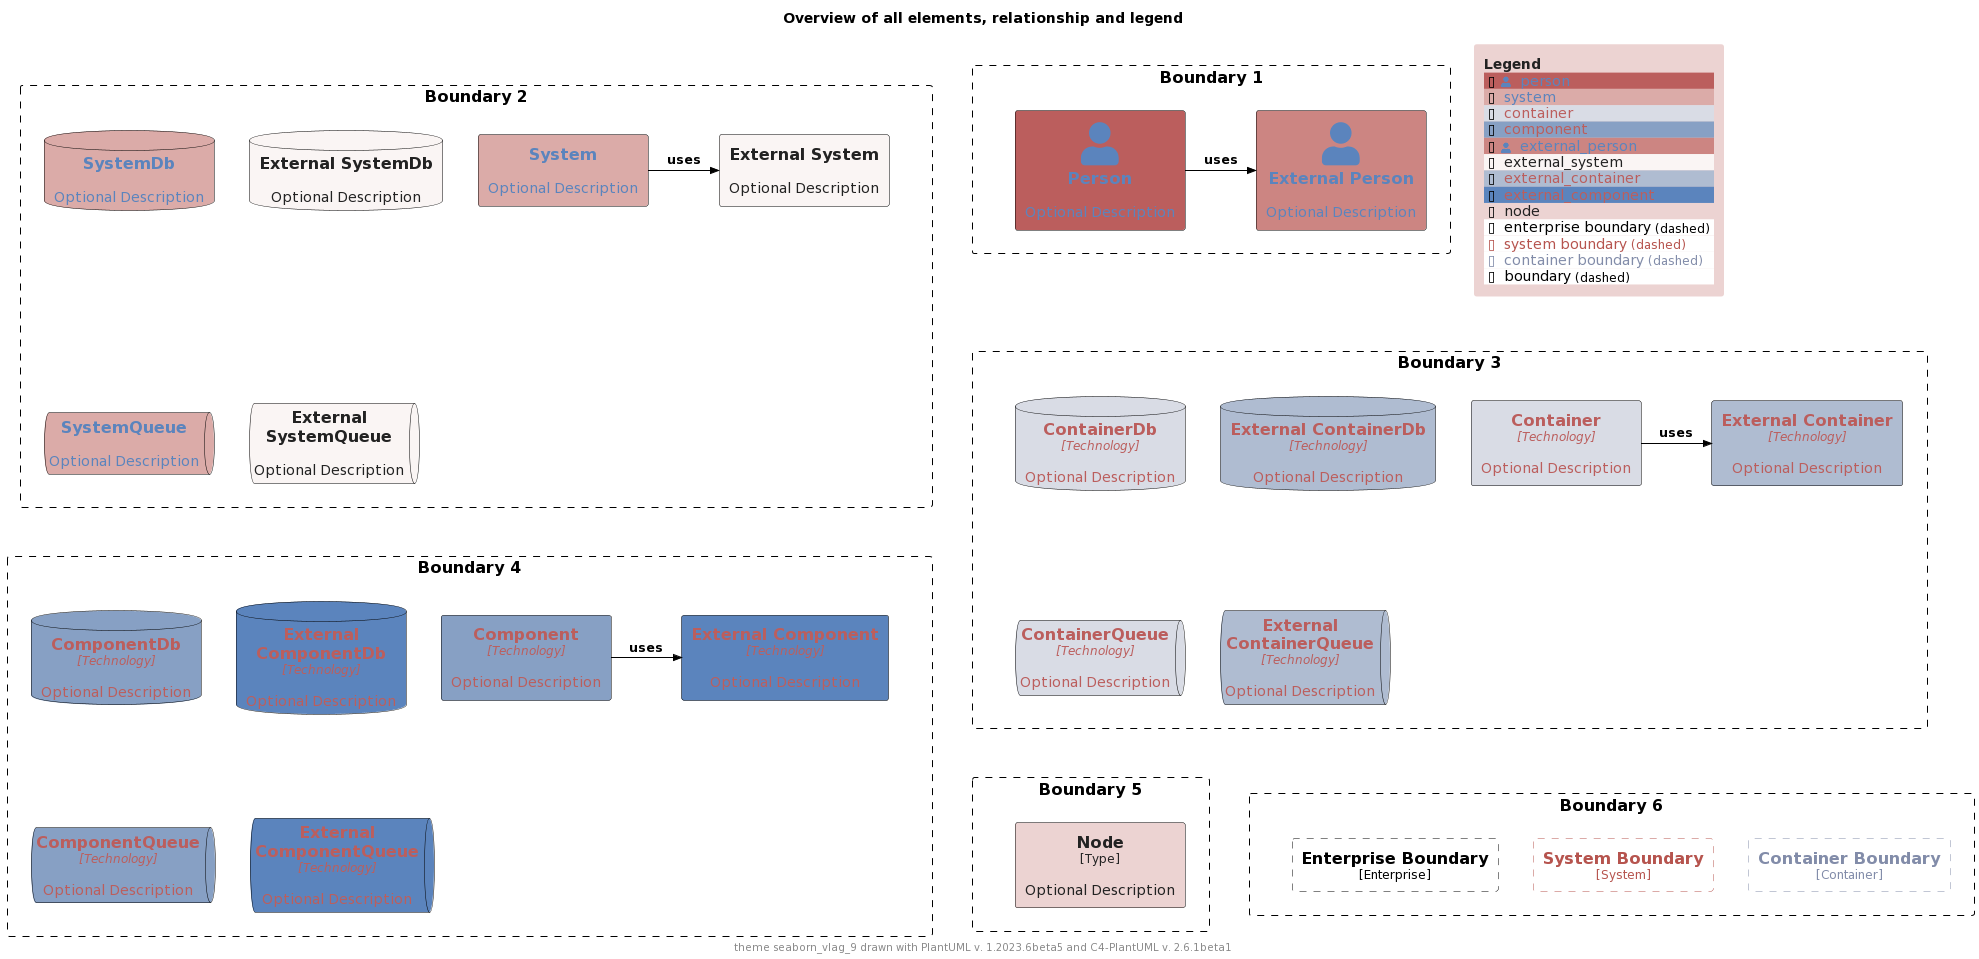 Overview of all elements, relationship and legend
Boundary 2
SystemDb
Optional Description
External SystemDb
Optional Description
System
Optional Description
uses
External System
Optional Description
SystemQueue
Optional Description
External
SystemQueue
Optional Description
Boundary 1
Person
Optional Description
uses
External Person
Optional Description
Legend
person
system
container
component
external_person
external_system
external_container
external_component
node
enterprise boundary (dashed)
system boundary (dashed)
container boundary (dashed)
boundary (dashed)
Boundary 3
ContainerDb
[Technology]
Optional Description
External ContainerDb
[Technology]
Optional Description
Container
[Technology]
Optional Description
uses
External Container
[Technology]
Optional Description
ContainerQueue
[Technology]
Optional Description
External
ContainerQueue
[Technology]
Optional Description
Boundary 4
ComponentDb
[Technology]
Optional Description
External
ComponentDb
[Technology]
Optional Description
Component
[Technology]
Optional Description
uses
External Component
[Technology]
Optional Description
ComponentQueue
[Technology]
Optional Description
External
ComponentQueue
[Technology]
Optional Description
Boundary 5
Node
[Type]
Optional Description
Boundary 6
Enterprise Boundary
[Enterprise]
System Boundary
[System]
Container Boundary
[Container]
theme seaborn_vlag_9 drawn with PlantUML v. 1.2023.6beta5 and C4-PlantUML v. 2.6.1beta1